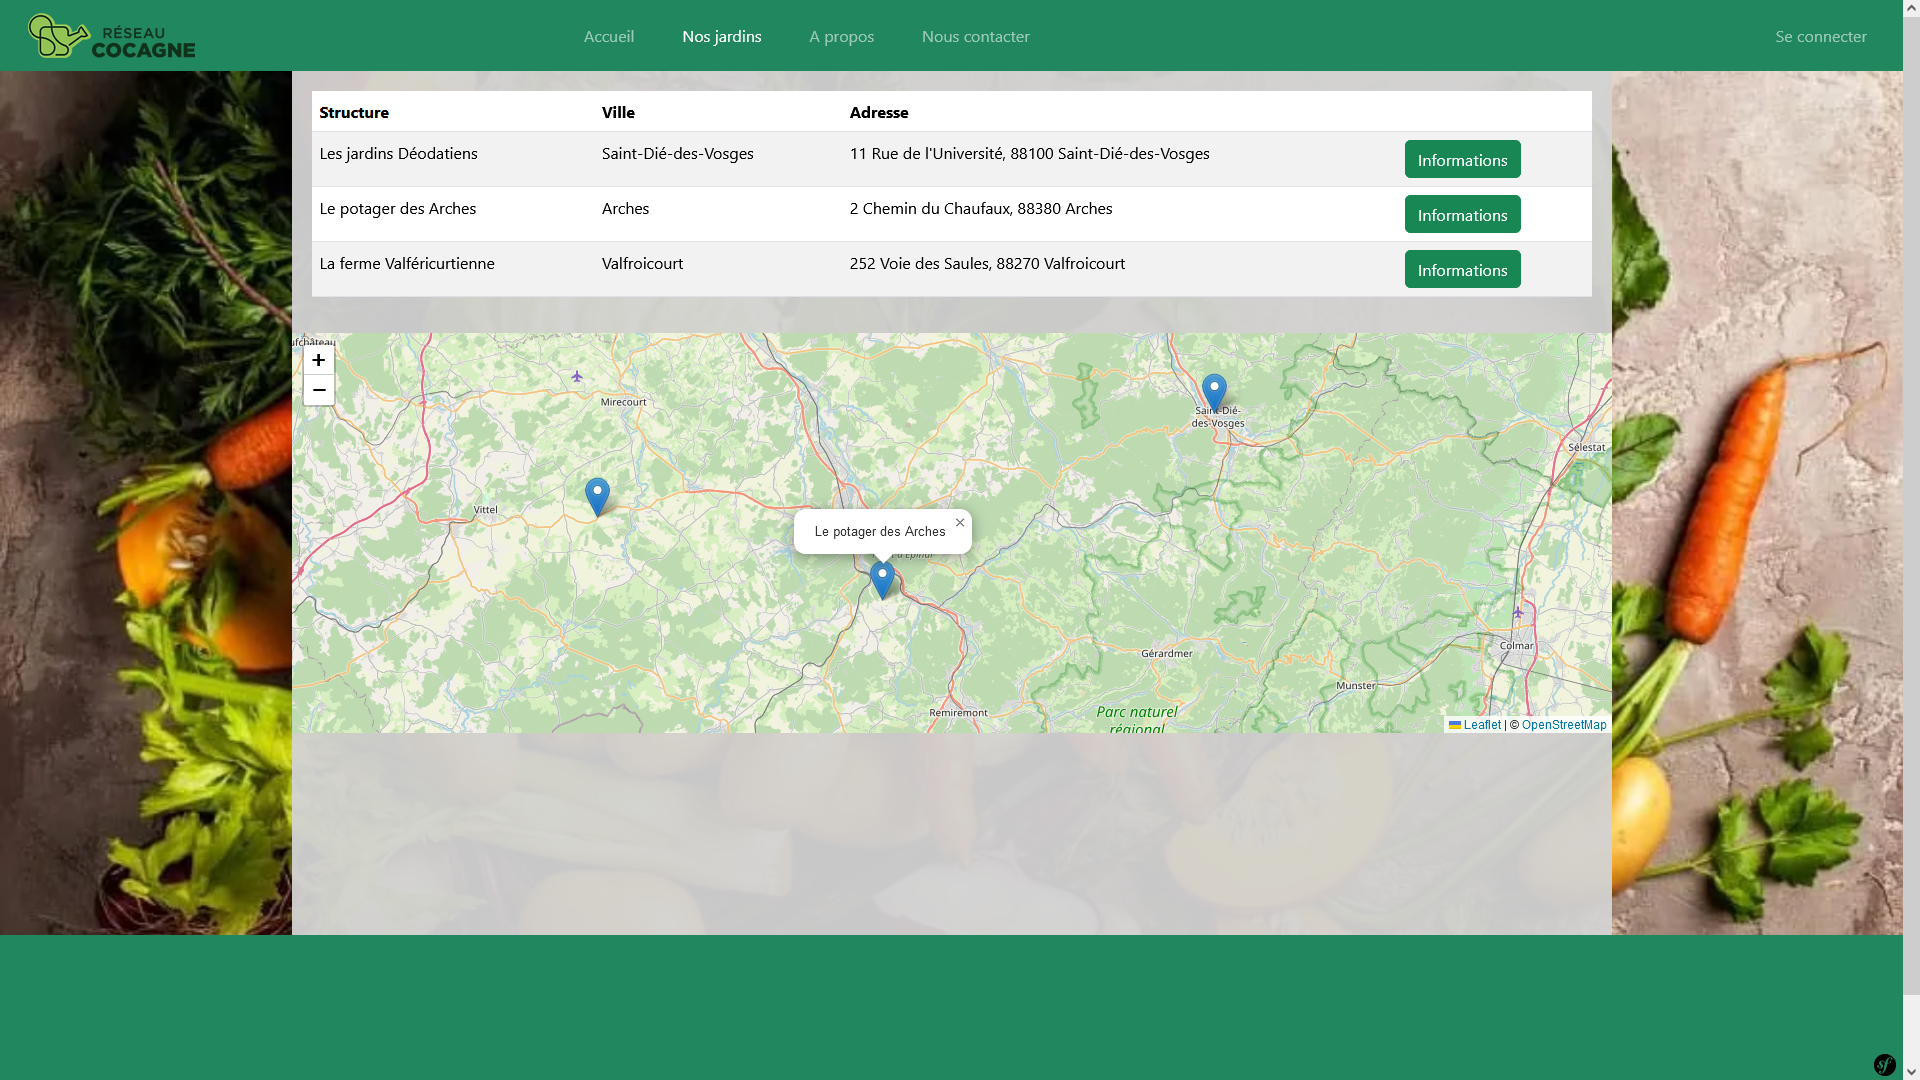 RÉSEAU
COCAGNE
Accueil
Nos jardins
A propos
Nous contacter
Se connecter
Structure Ville Adresse
Les jardins Déodatiens Saint-Dié-des-Vosges 11 Rue de l'Université, 88100 Saint-Dié-des-Vosges Informations
Le potager des Arches Arches 2 Chemin du Chaufaux, 88380 Arches Informations
La ferme Valféricurtienne Valfroicourt 252 Voie des Saules, 88270 Valfroicourt Informations
+
−
Mirecourt
Saint-Dié-
des-Vosges
Sélestat
Vittel
Le potager des Arches ×
Colmar
Gérardmer
Munster
Remiremont
Parc naturel
régional
Leaflet | © OpenStreetMap
sf